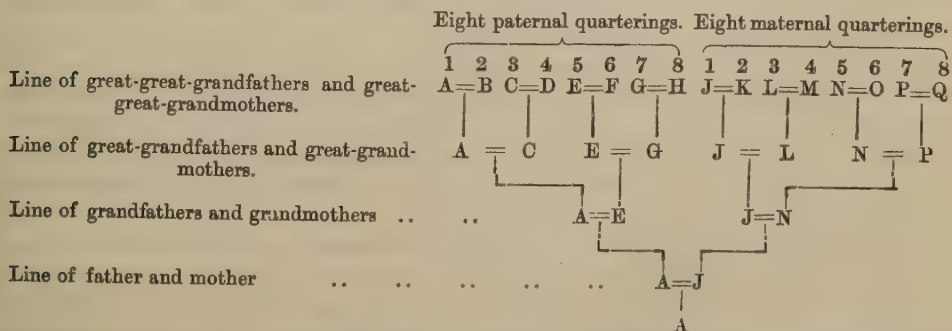 Eight paternal quarterings. Eight maternal quarterings.
1 2 3 4 5 6 7 8 1 2 3 4 5 6 7 8
Line of great-great-grandfathers and great- A=B C=D E=F G=H J=K L=M N=O P=Q
great-grandmothers.
Line of great-grandfathers and great-grand- A = C E = G J = L N = P
mothers.
Line of grandfathers and grandmothers .. .. A=E J=N
Line of father and mother .. .. .. .. .. A=J
A